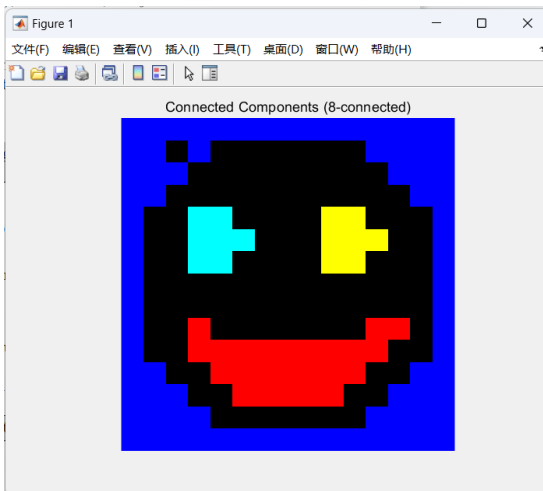 Figure 1
文件(F) 编辑(E) 查看(V) 插入(I) 工具(T) 桌面(D) 窗口(W) 帮助(H)
Connected Components (8-connected)